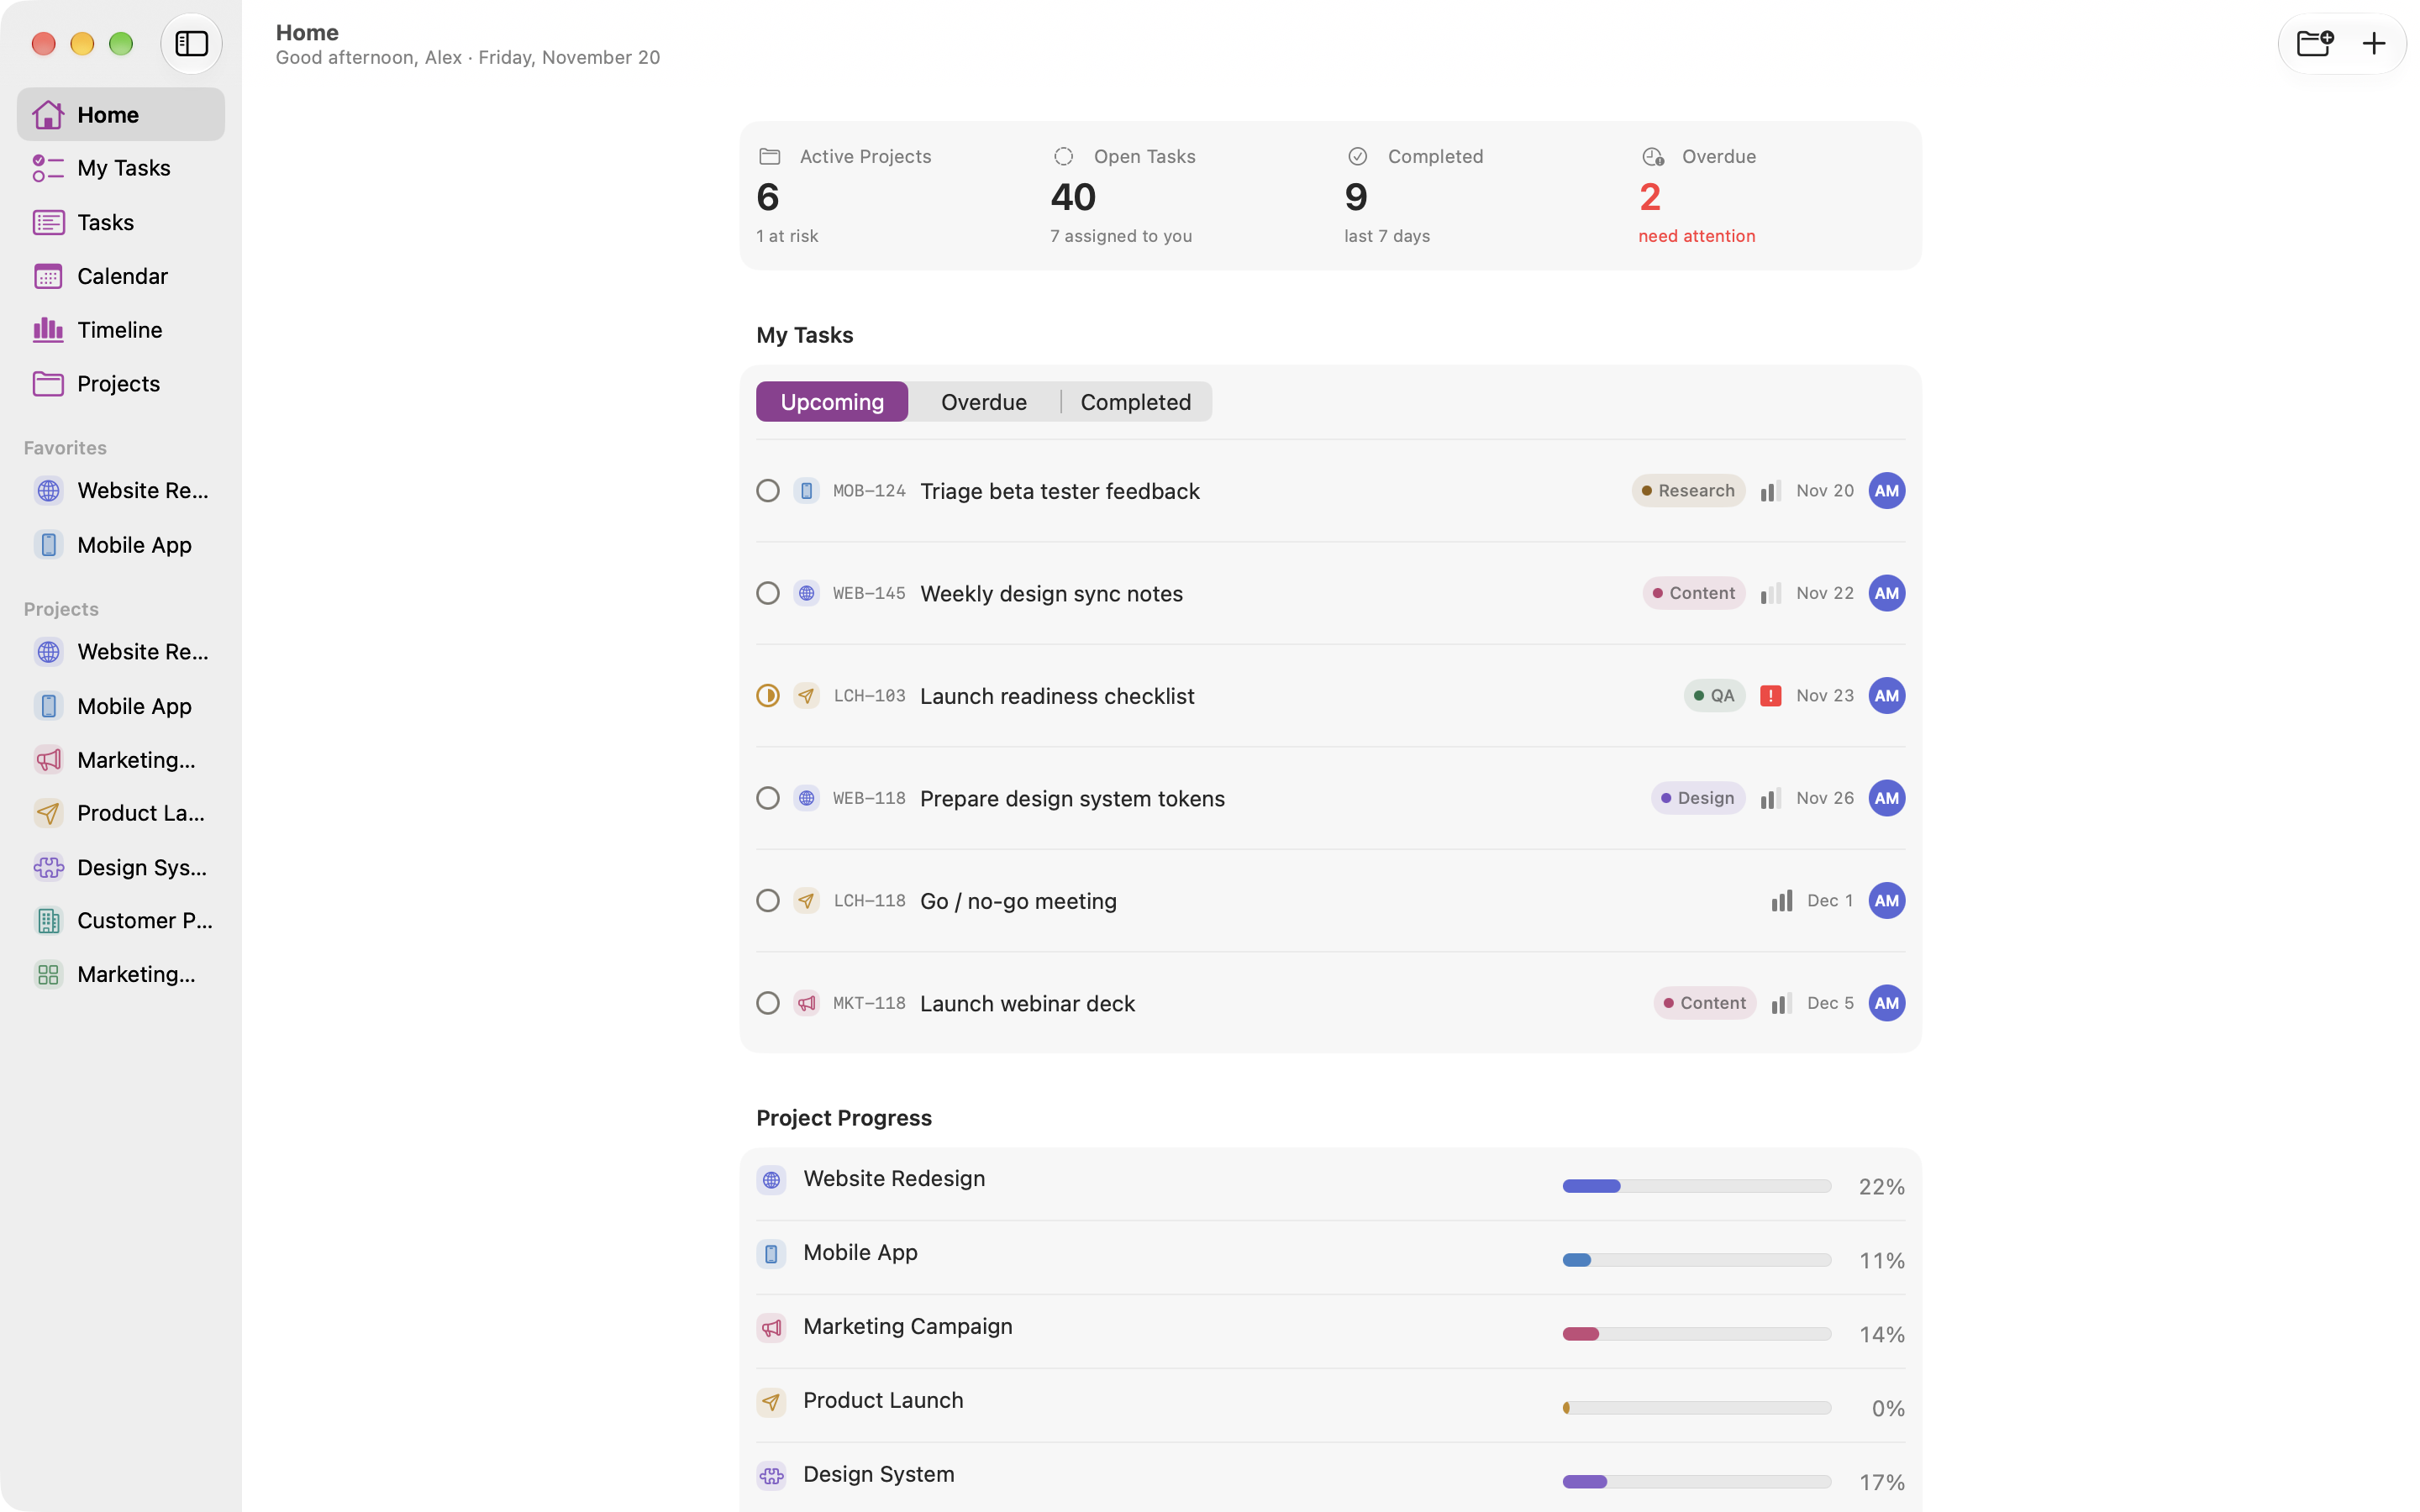 Home
Good afternoon, Alex · Friday, November 20
Home
My Tasks
Tasks
Calendar
Timeline
Projects
Favorites
Website Re...
Mobile App
Projects
Website Re...
Mobile App
Marketing...
Product La...
Design Sys...
Customer P...
Marketing...
Active Projects
6
1 at risk
Open Tasks
40
7 assigned to you
Completed
9
last 7 days
Overdue
2
need attention
My Tasks
Upcoming Overdue Completed
MOB-124 Triage beta tester feedback Research Nov 20 AM
WEB-145 Weekly design sync notes Content Nov 22 AM
LCH-103 Launch readiness checklist QA ! Nov 23 AM
WEB-118 Prepare design system tokens Design Nov 26 AM
LCH-118 Go / no-go meeting Dec 1 AM
MKT-118 Launch webinar deck Content Dec 5 AM
Project Progress
Website Redesign 22%
Mobile App 11%
Marketing Campaign 14%
Product Launch 0%
Design System 17%